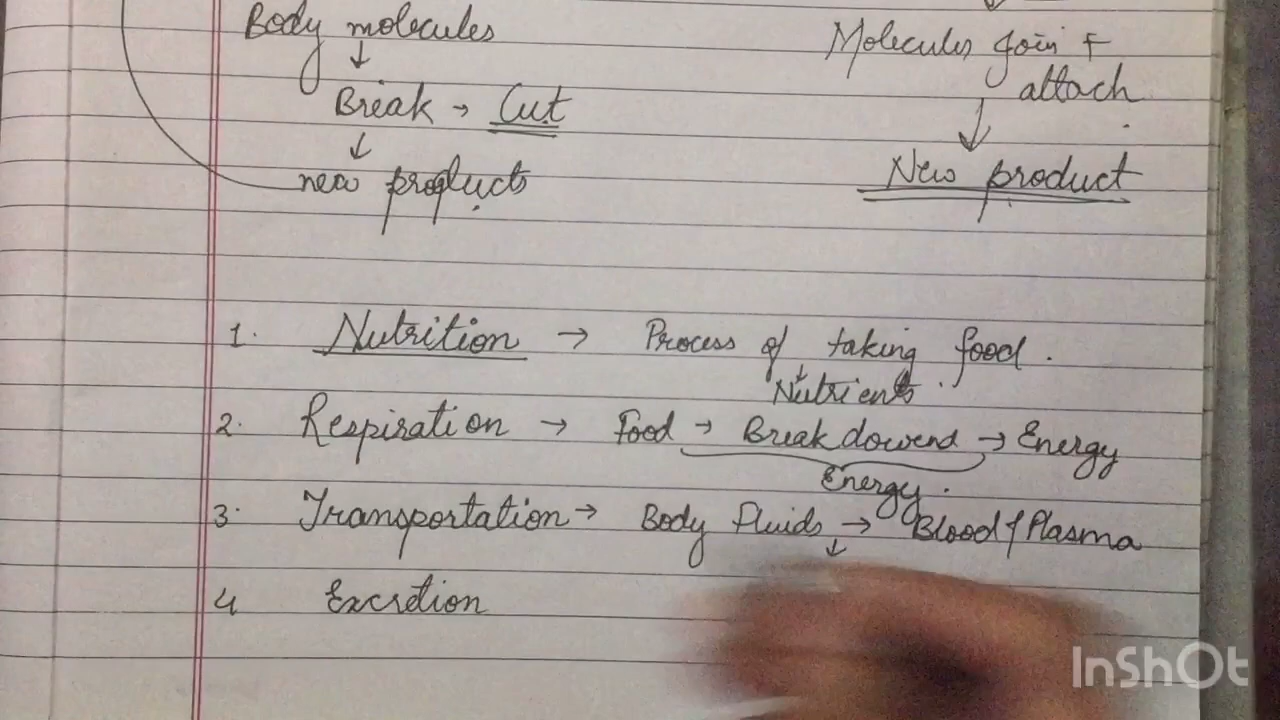 Body molecules
↓
Break → Cut
↓
new products
Molecules join &
attach
↓
New product
1. Nutrition → Process of taking food.
↓
Nutrients.
2. Respiration → Food → Breakdowend → Energy
Energy.
3. Transportation → Body Fluids → Blood & Plasma
↓
4 Excretion
InShOt